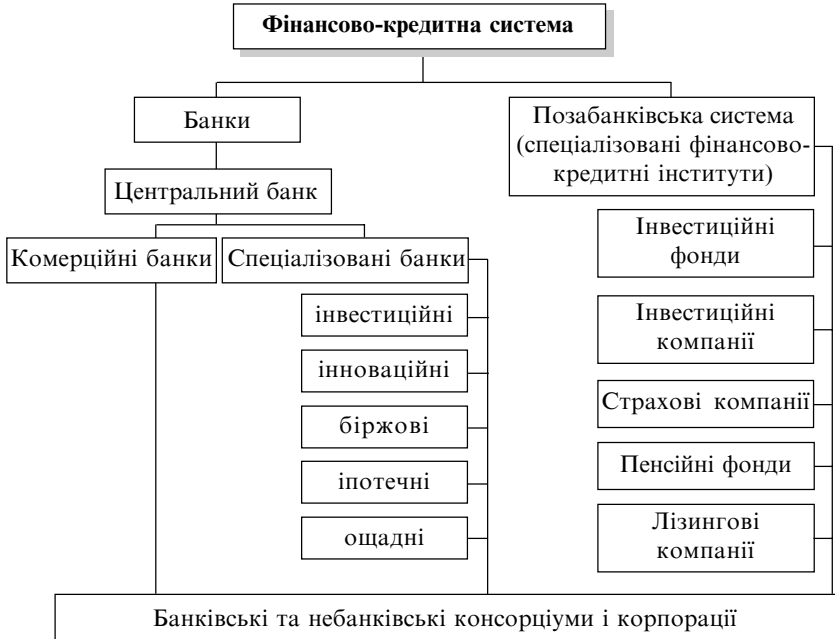 Фінансово-кредитна система
Банки
Позабанківська система
(спеціалізовані фінансово-
кредитні інститути)
Центральний банк
Комерційні банки
Спеціалізовані банки
інвестиційні
інноваційні
біржові
іпотечні
ощадні
Інвестиційні
фонди
Інвестиційні
компанії
Страхові компанії
Пенсійні фонди
Лізингові
компанії
Банківські та небанківські консорціуми і корпорації